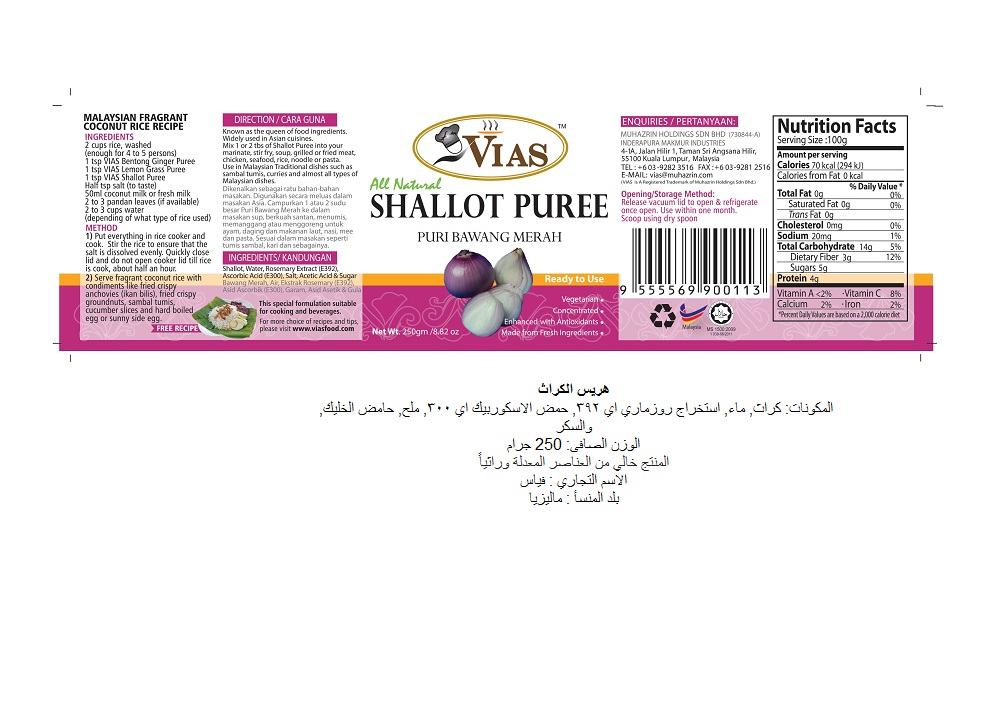 MALAYSIAN FRAGRANT
COCONUT RICE RECIPE
INGREDIENTS
2 cups rice, washed
(enough for 4 to 5 persons)
1 tsp VIAS Bentong Ginger Puree
1 tsp VIAS Lemon Grass Puree
1 tsp VIAS Shallot Puree
Half tsp salt (to taste)
50ml coconut milk or fresh milk
2 to 3 pandan leaves (if available)
2 to 3 cups water
(depending of what type of rice used)
METHOD
1) Put everything in rice cooker and
cook. Stir the rice to ensure that the
salt is dissolved evenly. Quickly close
lid and do not open cooker lid till rice
is cook, about half an hour.
2) Serve fragrant coconut rice with
condiments like fried crispy
anchovies (ikan bilis), fried crispy
groundnuts, sambal tumis,
cucumber slices and hard boiled
egg or sunny side egg.
FREE RECIPE
DIRECTION / CARA GUNA
Known as the queen of food ingredients.
Widely used in Asian cuisines.
Mix 1 or 2 tbs of Shallot Puree into your
marinate, stir fry, soup, grilled or fried meat,
chicken, seafood, rice, noodle or pasta.
Use in Malaysian Traditional dishes such as
sambal tumis, curries and almost all types of
Malaysian dishes.
Dikenalkan sebagai ratu bahan-bahan
masakan. Digunakan secara meluas dalam
masakan Asia. Campurkan 1 atau 2 sudu
besar Puri Bawang Merah ke dalam
masakan sup, berkuah santan, menumis,
memanggang atau menggoreng untuk
ayam, daging dan makanan laut, nasi, mee
dan pasta. Sesuai dalam masakan seperti
tumis sambal, kari dan sebagainya.
INGREDIENTS/ KANDUNGAN
Shallot, Water, Rosemary Extract (E392),
Ascorbic Acid (E300), Salt, Acetic Acid & Sugar
Bawang Merah, Air, Ekstrak Rosemary (E392),
Asid Ascorbik (E300), Garam, Asid Asetik & Gula
This special formulation suitable
for cooking and beverages.
For more choice of recipes and tips,
please visit www.viasfood.com
VIAS
TM
All Natural
SHALLOT PUREE
PURI BAWANG MERAH
Ready to Use
Vegetarian •
Concentrated •
Enhanced with Antioxidants •
Made from Fresh Ingredients •
Net Wt. 250gm /8.82 oz
ENQUIRIES / PERTANYAAN:
MUHAZRIN HOLDINGS SDN BHD (730844-A)
INDERAPURA MAKMUR INDUSTRIES
4-1A, Jalan Hilir 1, Taman Sri Angsana Hilir,
55100 Kuala Lumpur, Malaysia
TEL : +6 03 -9282 3516 FAX : +6 03-9281 2516
E-MAIL: vias@muhazrin.com
(VIAS is A Registered Trademark of Muhazrin Holdings Sdn Bhd.)
Opening/Storage Method:
Release vacuum lid to open & refrigerate
once open. Use within one month.
Scoop using dry spoon
9 555569 900113
Malaysia
MS 1500:2009
Nutrition Facts
Serving Size :100g
Amount per serving
Calories 70 kcal (294 kJ)
Calories from Fat 0 kcal
% Daily Value *
Total Fat 0g 0%
Saturated Fat 0g 0%
Trans Fat 0g
Cholesterol 0mg 0%
Sodium 20mg 1%
Total Carbohydrate 14g 5%
Dietary Fiber 3g 12%
Sugars 5g
Protein 4g
Vitamin A <2% ·Vitamin C 8%
Calcium 2% ·Iron 2%
*Percent Daily Values are based on a 2,000 calorie diet
هريس الكراث
المكونات: كراث, ماء, استخراج روزماري اي ٣٩٢, حمض الاسكوربيك اي ٣٠٠, ملح, حامض الخليك,
والسكر
الوزن الصافى: 250 جرام
المنتج خالي من العناصر المعدلة وراثياً
الاسم التجاري : فياس
بلد المنسأ : ماليزيا